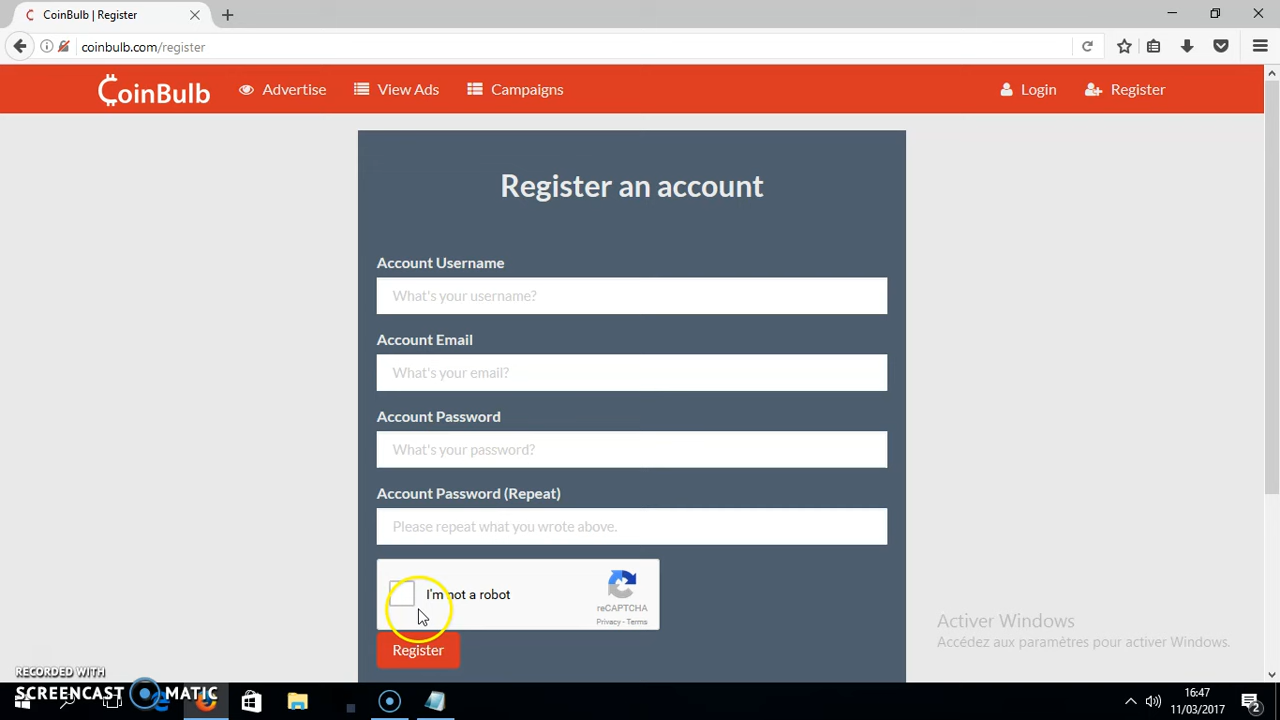 CoinBulb | Register
coinbulb.com/register
CoinBulb Advertise View Ads Campaigns Login Register
Register an account
Account Username
What's your username?
Account Email
What's your email?
Account Password
What's your password?
Account Password (Repeat)
Please repeat what you wrote above.
I'm not a robot
reCAPTCHA
Privacy - Terms
Register
Activer Windows
Accédez aux paramètres pour activer Windows.
RECORDED WITH
SCREENCAST MATIC
16:47
11/03/2017
2